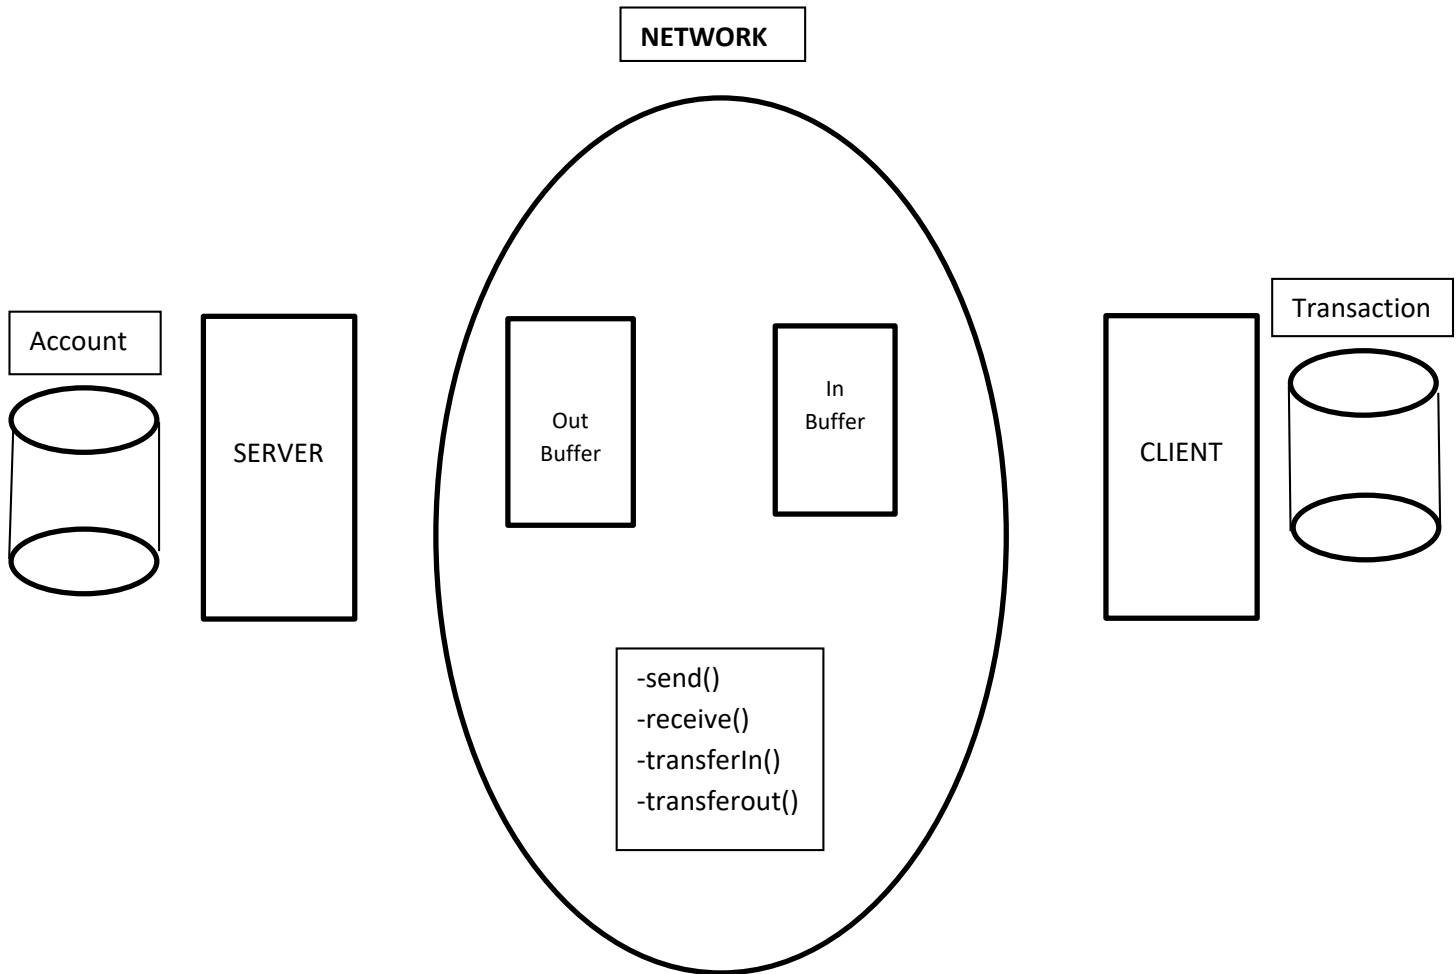 NETWORK
Account
SERVER
Out
Buffer
In
Buffer
CLIENT
Transaction
-send()
-receive()
-transferIn()
-transferout()